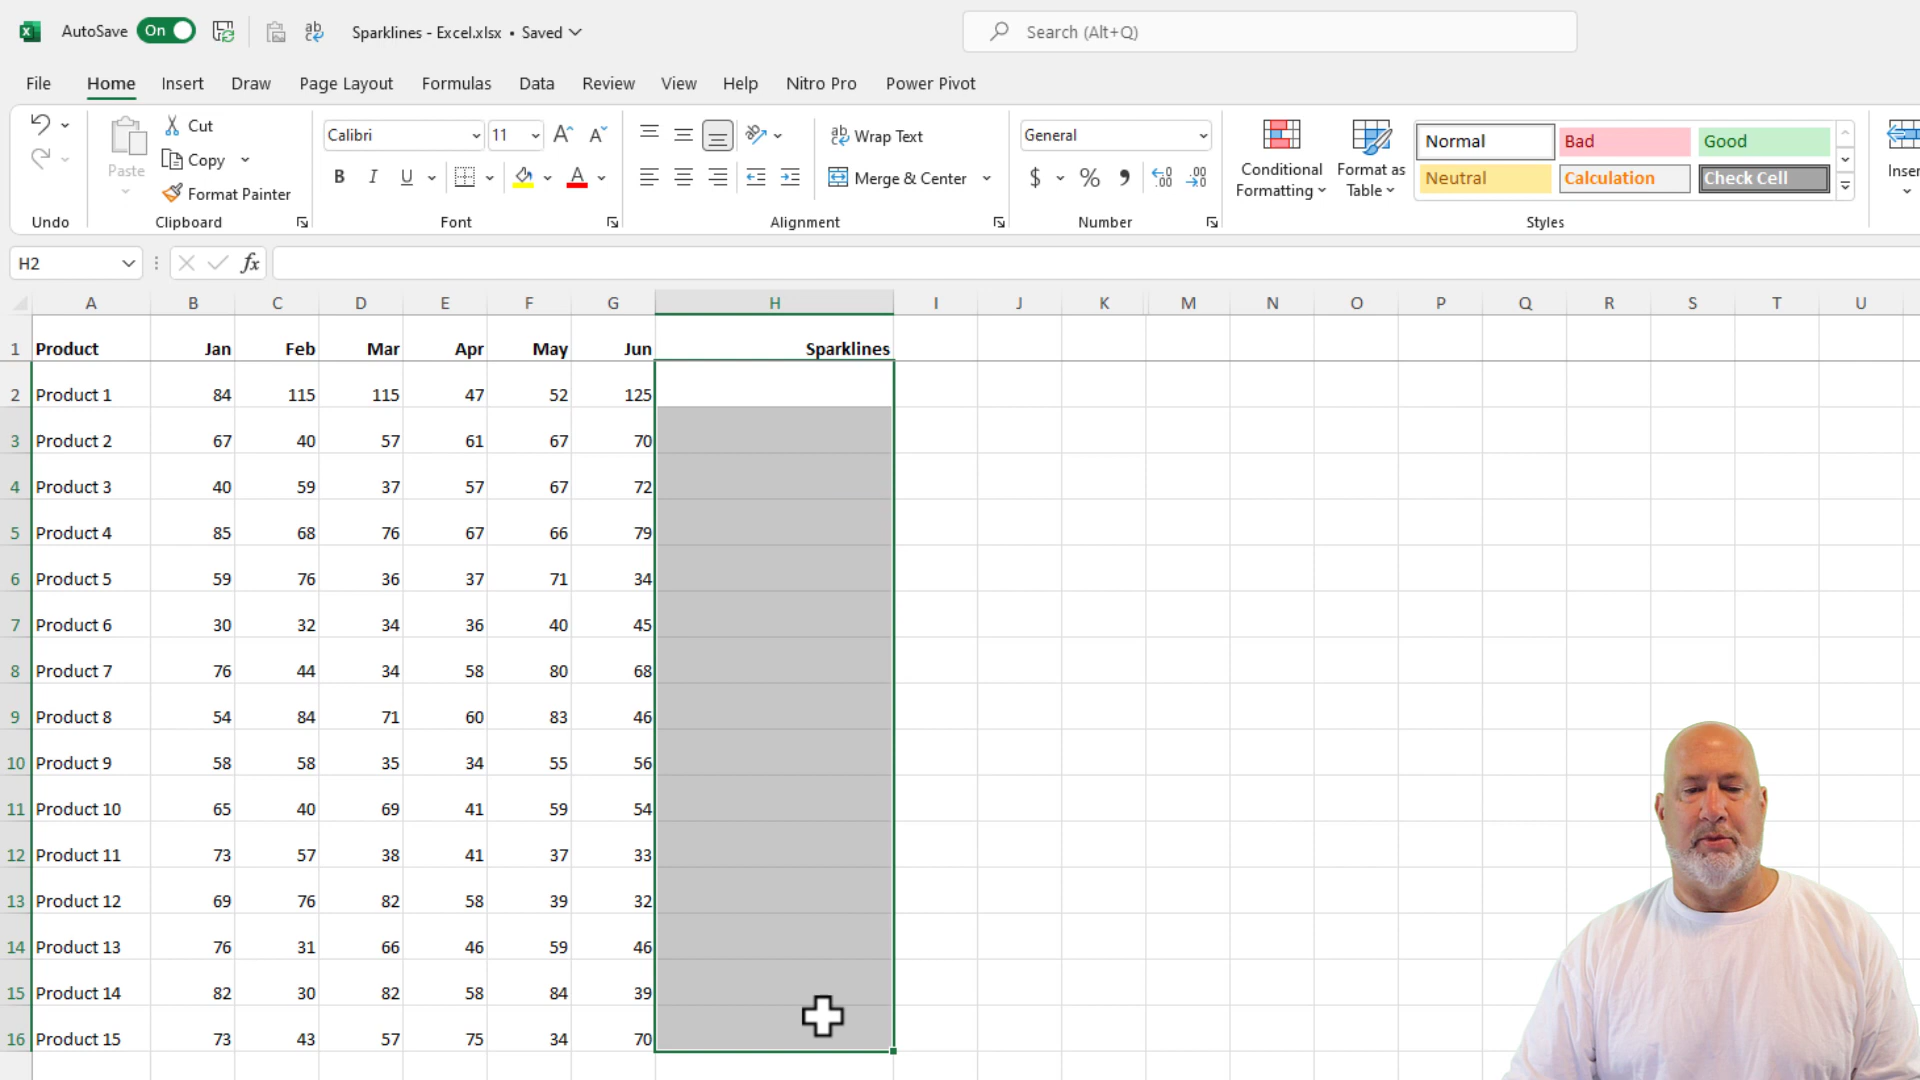 AutoSave On Sparklines - Excel.xlsx • Saved Search (Alt+Q)
File Home Insert Draw Page Layout Formulas Data Review View Help Nitro Pro Power Pivot
Paste Cut Copy Format Painter
Calibri 11
B I U
Wrap Text
Merge & Center
General
$ %
Conditional Formatting
Format as Table
Normal Bad Good
Neutral Calculation Check Cell
Undo Clipboard Font Alignment Number Styles
H2 fx
A B C D E F G H I J K M N O P Q R S T U
1 Product Jan Feb Mar Apr May Jun Sparklines
2 Product 1 84 115 115 47 52 125
3 Product 2 67 40 57 61 67 70
4 Product 3 40 59 37 57 67 72
5 Product 4 85 68 76 67 66 79
6 Product 5 59 76 36 37 71 34
7 Product 6 30 32 34 36 40 45
8 Product 7 76 44 34 58 80 68
9 Product 8 54 84 71 60 83 46
10 Product 9 58 58 35 34 55 56
11 Product 10 65 40 69 41 59 54
12 Product 11 73 57 38 41 37 33
13 Product 12 69 76 82 58 39 32
14 Product 13 76 31 66 46 59 46
15 Product 14 82 30 82 58 84 39
16 Product 15 73 43 57 75 34 70